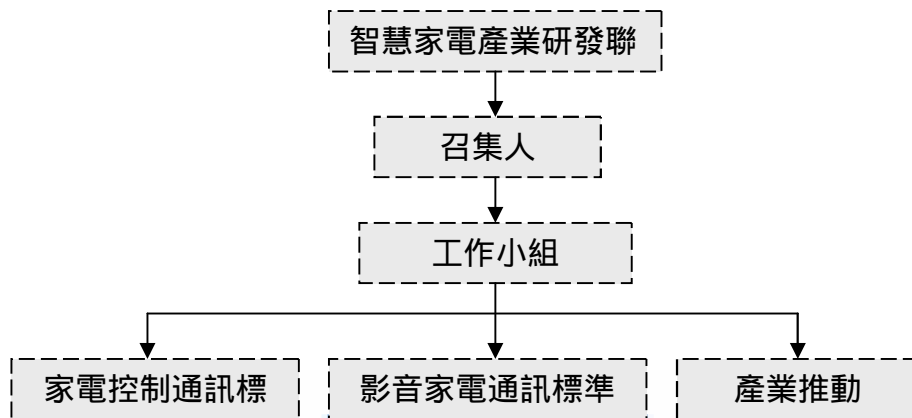 智慧家電產業研發聯
召集人
工作小組
家電控制通訊標
影音家電通訊標準
產業推動